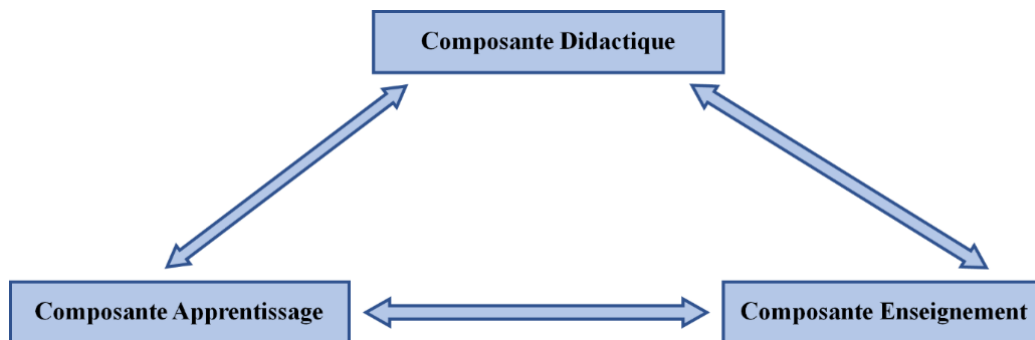 Composante Didactique
Composante Apprentissage
Composante Enseignement